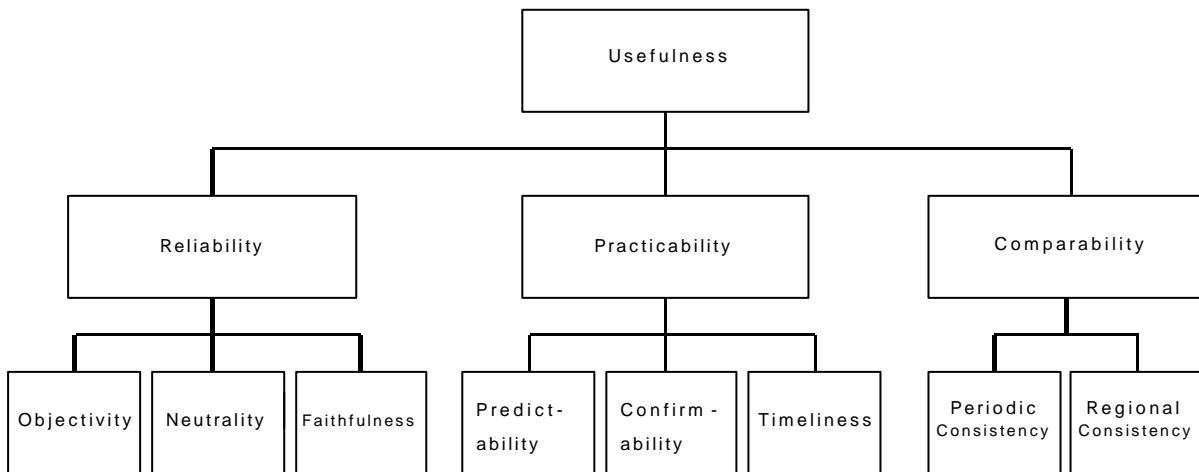 Usefulness
Reliability
Practicability
Comparability
Objectivity
Neutrality
Faithfulness
Predict-
ability
Confirm-
ability
Timeliness
Periodic
Consistency
Regional
Consistency